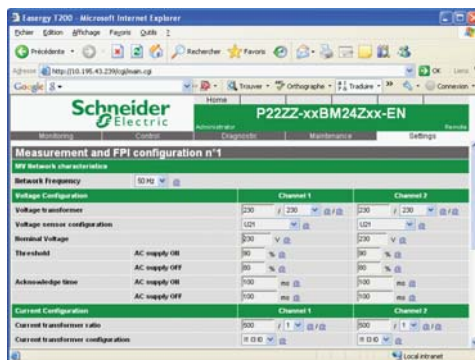 Easergy T200 - Microsoft Internet Explorer
Fichier Edition Affichage Favoris Outils ?
Précédente Rechercher Favoris
Adresse http://10.195.43.239/cgi/main.cgi OK Liens
Google Trouver Orthographe Traduire Connexion
Home
Schneider Electric
P22ZZ-xxBM24Zxx-EN
Administrator Remote
Monitoring Control Diagnostic Maintenance Settings
Measurement and FPI configuration n°1
MV Network characteristics
Network Frequency 50 Hz
Voltage Configuration Channel 1 Channel 2
Voltage transformer 230 / 230 230 / 230
Voltage sensor configuration U21 U21
Nominal Voltage 230 V 230 V
Threshold AC supply ON 90 % 90 %
AC supply OFF 80 % 80 %
Acknowledge time AC supply ON 100 ms 100 ms
AC supply OFF 100 ms 100 ms
Current Configuration Channel 1 Channel 2
Current transformer ratio 500 / 1 500 / 1
Current transformer configuration
Local intranet